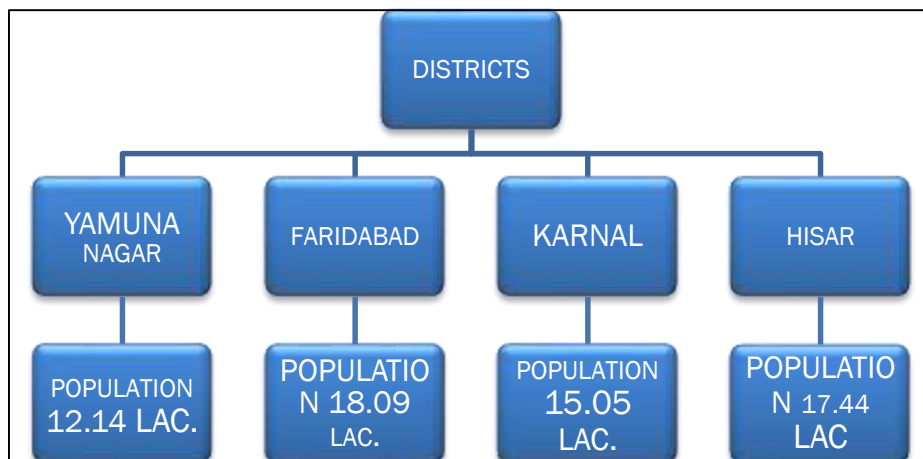 DISTRICTS
YAMUNA
NAGAR
FARIDABAD
KARNAL
HISAR
POPULATION
12.14 LAC.
POPULATIO
N 18.09
LAC.
POPULATION
15.05
LAC.
POPULATIO
N 17.44
LAC